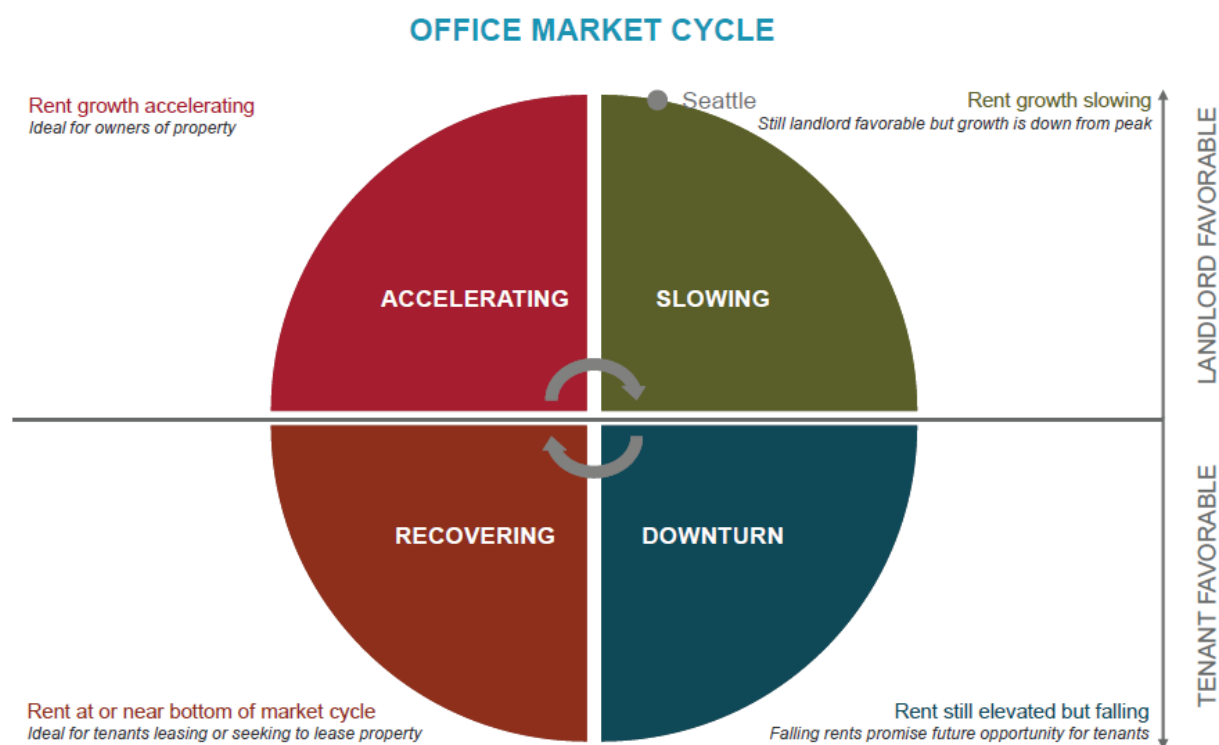 OFFICE MARKET CYCLE
Rent growth accelerating
Ideal for owners of property
Seattle
Rent growth slowing
Still landlord favorable but growth is down from peak
LANDLORD FAVORABLE
ACCELERATING
SLOWING
RECOVERING
DOWNTURN
TENANT FAVORABLE
Rent at or near bottom of market cycle
Ideal for tenants leasing or seeking to lease property
Rent still elevated but falling
Falling rents promise future opportunity for tenants